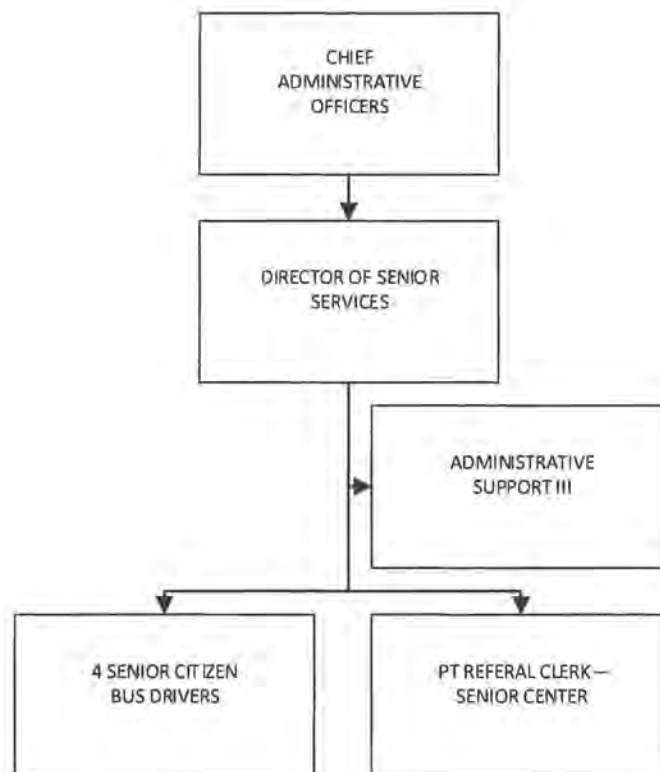 CHIEF
ADMINISTRATIVE
OFFICERS
DIRECTOR OF SENIOR
SERVICES
ADMINISTRATIVE
SUPPORT III
4 SENIOR CITIZEN
BUS DRIVERS
PT REFERAL CLERK—
SENIOR CENTER